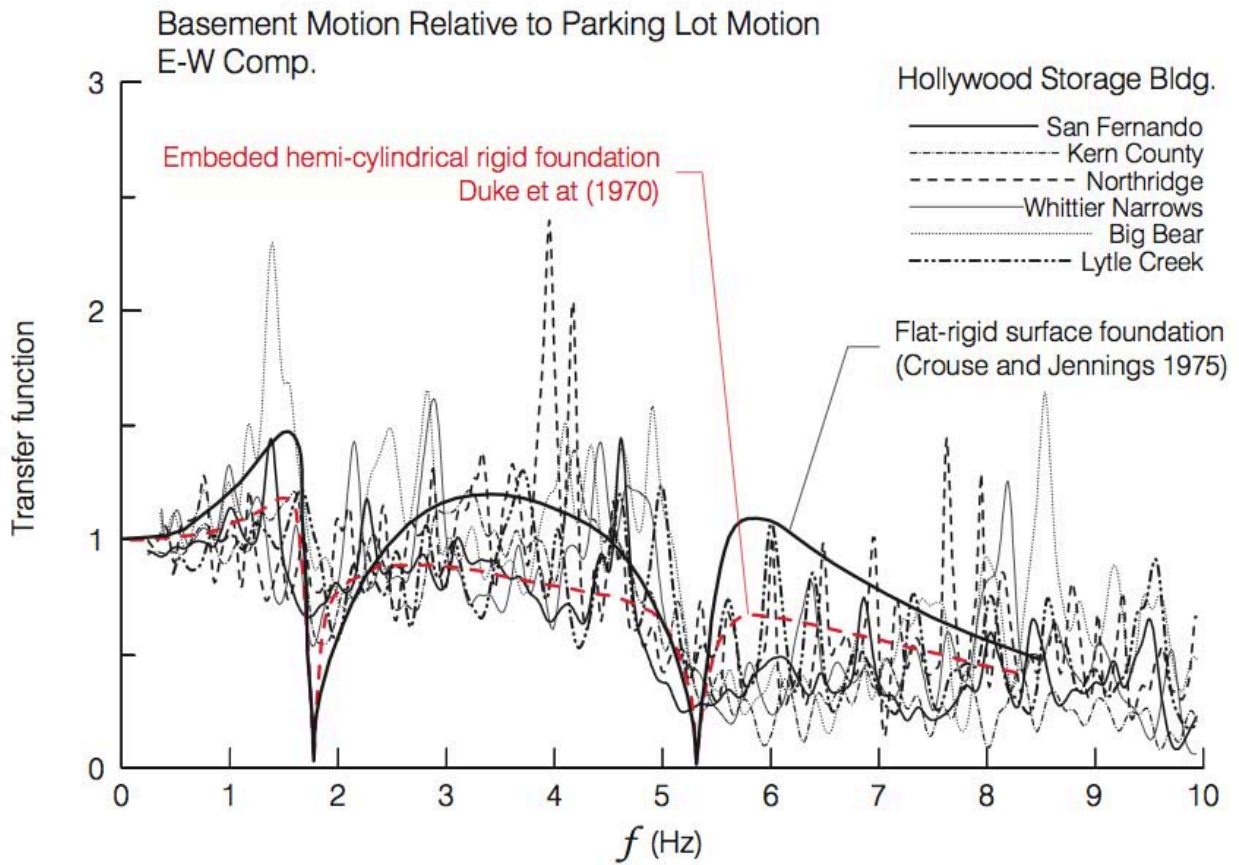 Basement Motion Relative to Parking Lot Motion
E-W Comp.
Hollywood Storage Bldg.
San Fernando
Kern County
Northridge
Whittier Narrows
Big Bear
Lytle Creek
Embeded hemi-cylindrical rigid foundation
Duke et at (1970)
Flat-rigid surface foundation
(Crouse and Jennings 1975)
Transfer function
3
2
1
0
0 1 2 3 4 5 6 7 8 9 10
f (Hz)